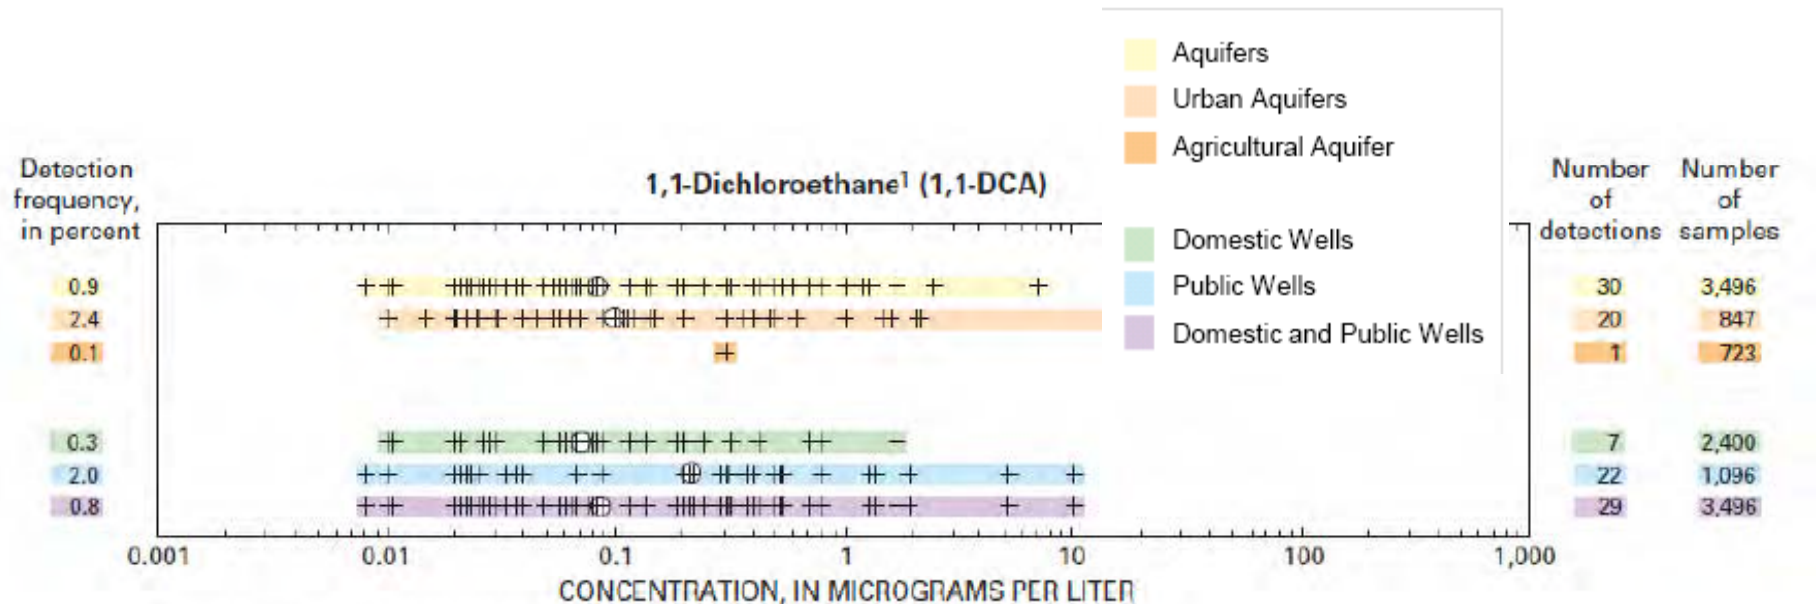 Aquifers
Urban Aquifers
Agricultural Aquifer
Domestic Wells
Public Wells
Domestic and Public Wells
1,1-Dichloroethane¹ (1,1-DCA)
Detection
frequency,
in percent
Number
of
detections
Number
of
samples
0.9 30 3,496
2.4 20 847
0.1 1 723
0.3 7 2,400
2.0 22 1,096
0.8 29 3,496
0.001 0.01 0.1 1 10 100 1,000
CONCENTRATION, IN MICROGRAMS PER LITER